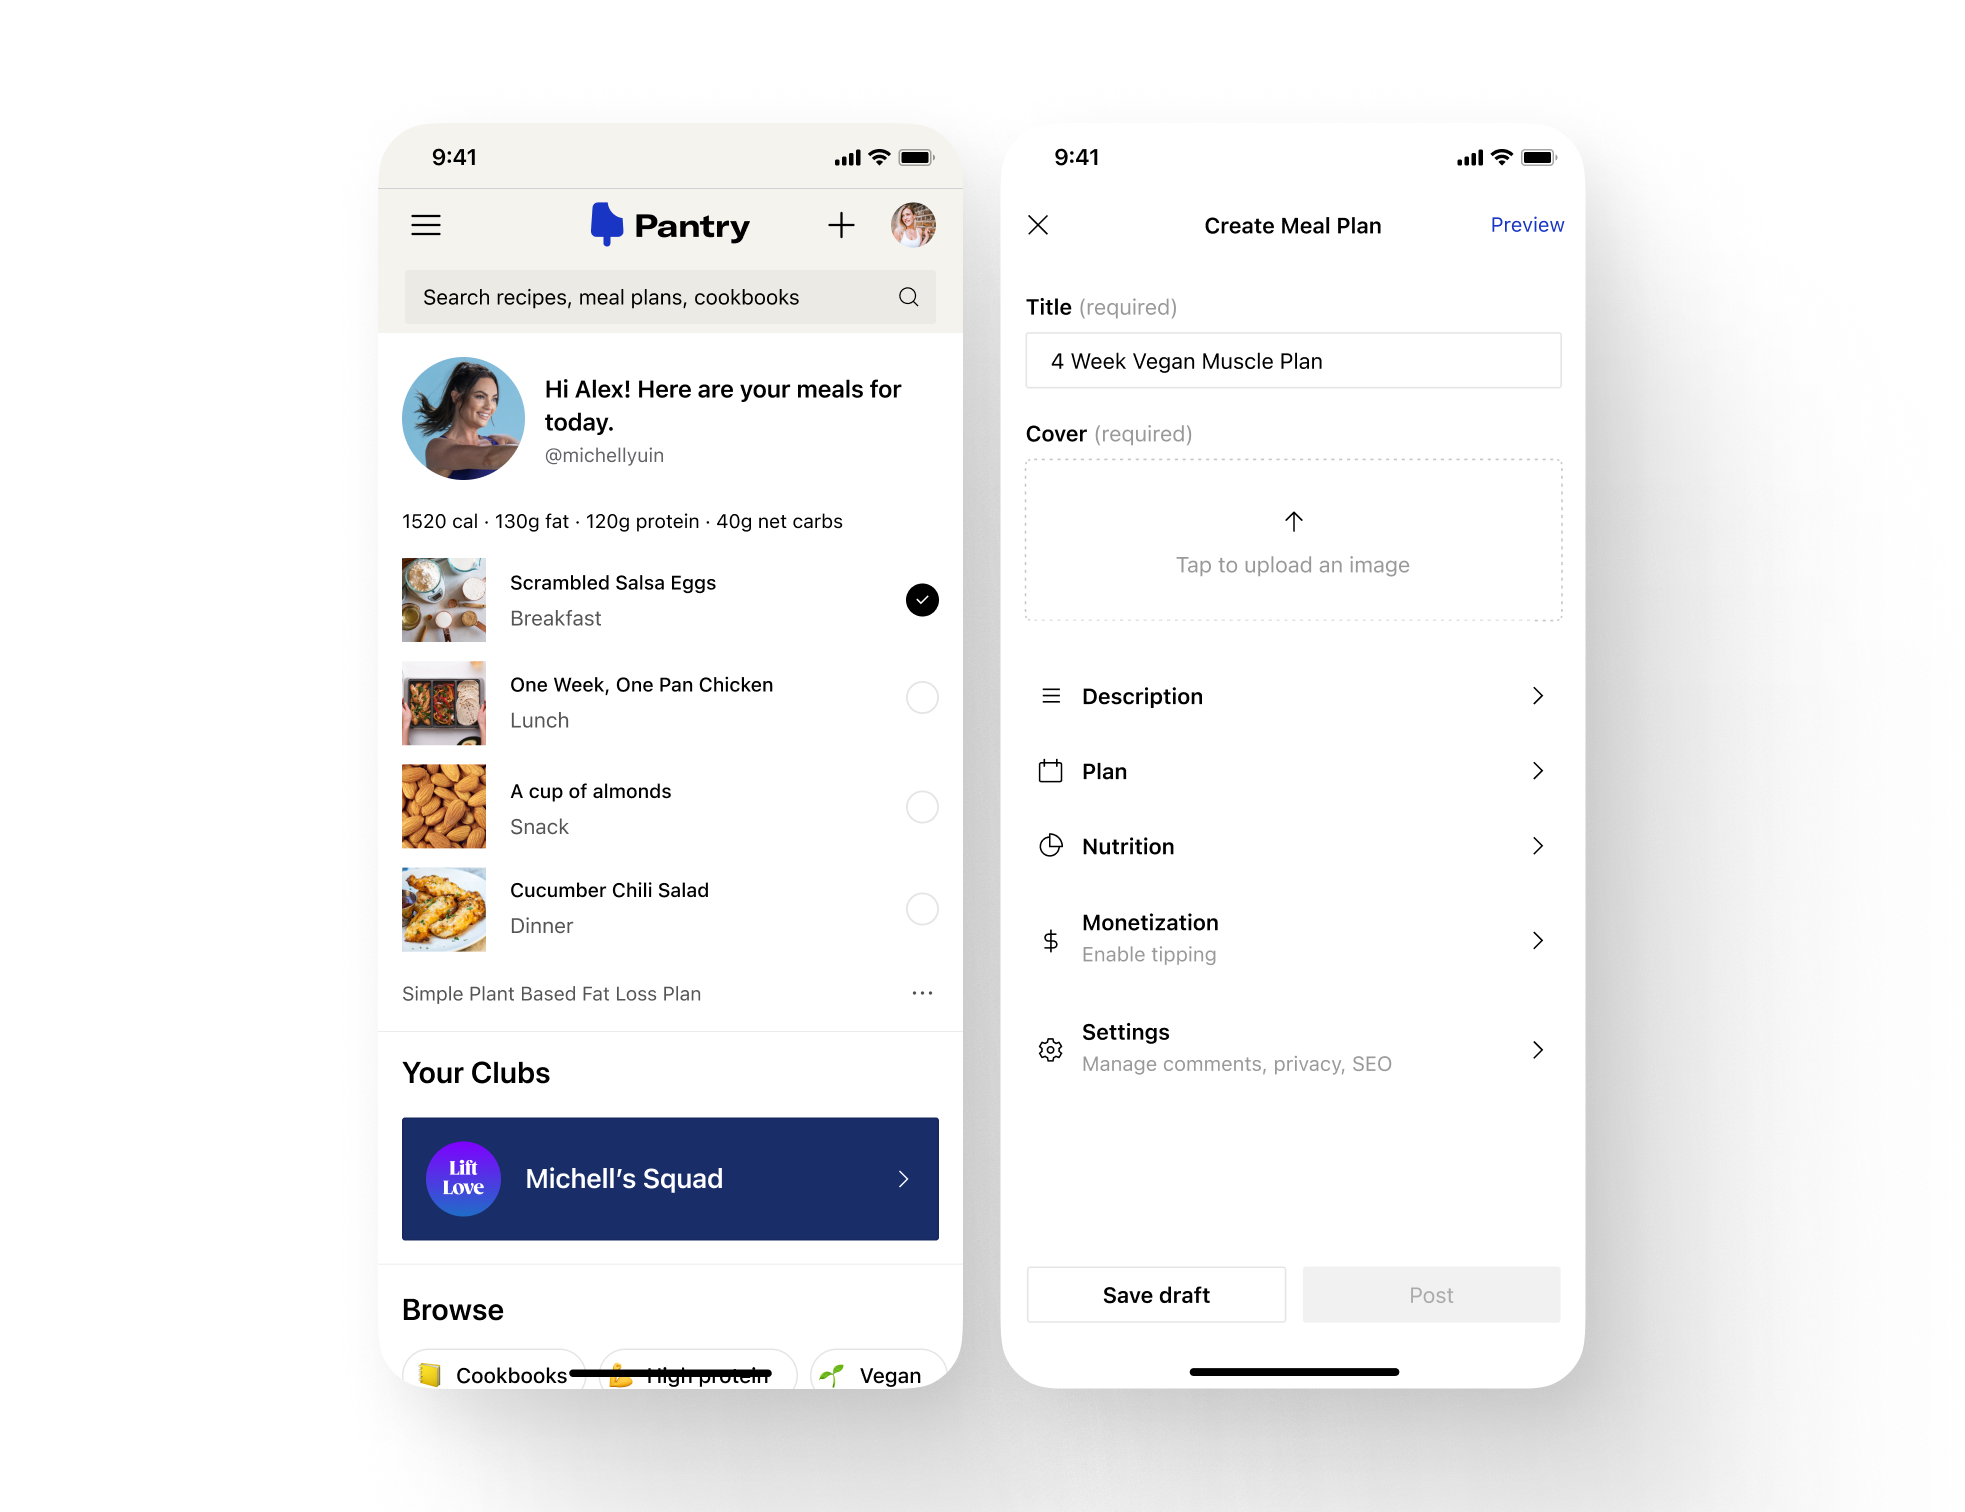 9:41
Pantry
Search recipes, meal plans, cookbooks
Hi Alex! Here are your meals for
today.
@michellyuin
1520 cal · 130g fat · 120g protein · 40g net carbs
Scrambled Salsa Eggs
Breakfast
One Week, One Pan Chicken
Lunch
A cup of almonds
Snack
Cucumber Chili Salad
Dinner
Simple Plant Based Fat Loss Plan
Your Clubs
Lift
Love
Michell’s Squad
Browse
Cookbooks
High protein
Vegan
9:41
Create Meal Plan
Preview
Title (required)
4 Week Vegan Muscle Plan
Cover (required)
Tap to upload an image
Description
Plan
Nutrition
Monetization
Enable tipping
Settings
Manage comments, privacy, SEO
Save draft
Post